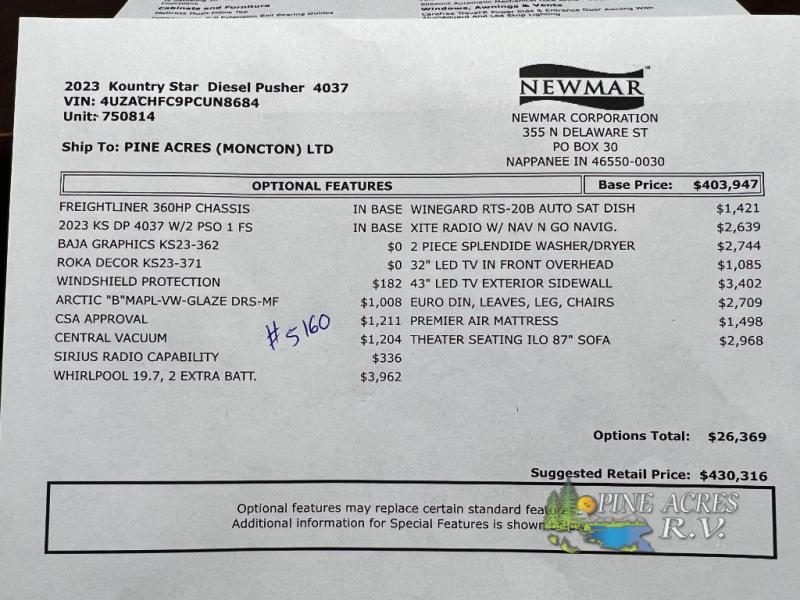 Cabinets and Furniture
Windows, Awnings & Vents
2023 Kountry Star Diesel Pusher 4037
VIN: 4UZACHFC9PCUN8684
Unit: 750814
Ship To: PINE ACRES (MONCTON) LTD
NEWMAR
NEWMAR CORPORATION
355 N DELAWARE ST
PO BOX 30
NAPPANEE IN 46550-0030
OPTIONAL FEATURES Base Price: $403,947
FREIGHTLINER 360HP CHASSIS IN BASE WINEGARD RTS-20B AUTO SAT DISH $1,421
2023 KS DP 4037 W/2 PSO 1 FS IN BASE XITE RADIO W/ NAV N GO NAVIG. $2,639
BAJA GRAPHICS KS23-362 $0 2 PIECE SPLENDIDE WASHER/DRYER $2,744
ROKA DECOR KS23-371 $0 32" LED TV IN FRONT OVERHEAD $1,085
WINDSHIELD PROTECTION $182 43" LED TV EXTERIOR SIDEWALL $3,402
ARCTIC "B"MAPL-VW-GLAZE DRS-MF $1,008 EURO DIN, LEAVES, LEG, CHAIRS $2,709
CSA APPROVAL $1,211 PREMIER AIR MATTRESS $1,498
CENTRAL VACUUM $1,204 THEATER SEATING ILO 87" SOFA $2,968
SIRIUS RADIO CAPABILITY $336
WHIRLPOOL 19.7, 2 EXTRA BATT. $3,962
#5160
Options Total: $26,369
Suggested Retail Price: $430,316
Optional features may replace certain standard features.
Additional information for Special Features is shown below
PINE ACRES
R.V.